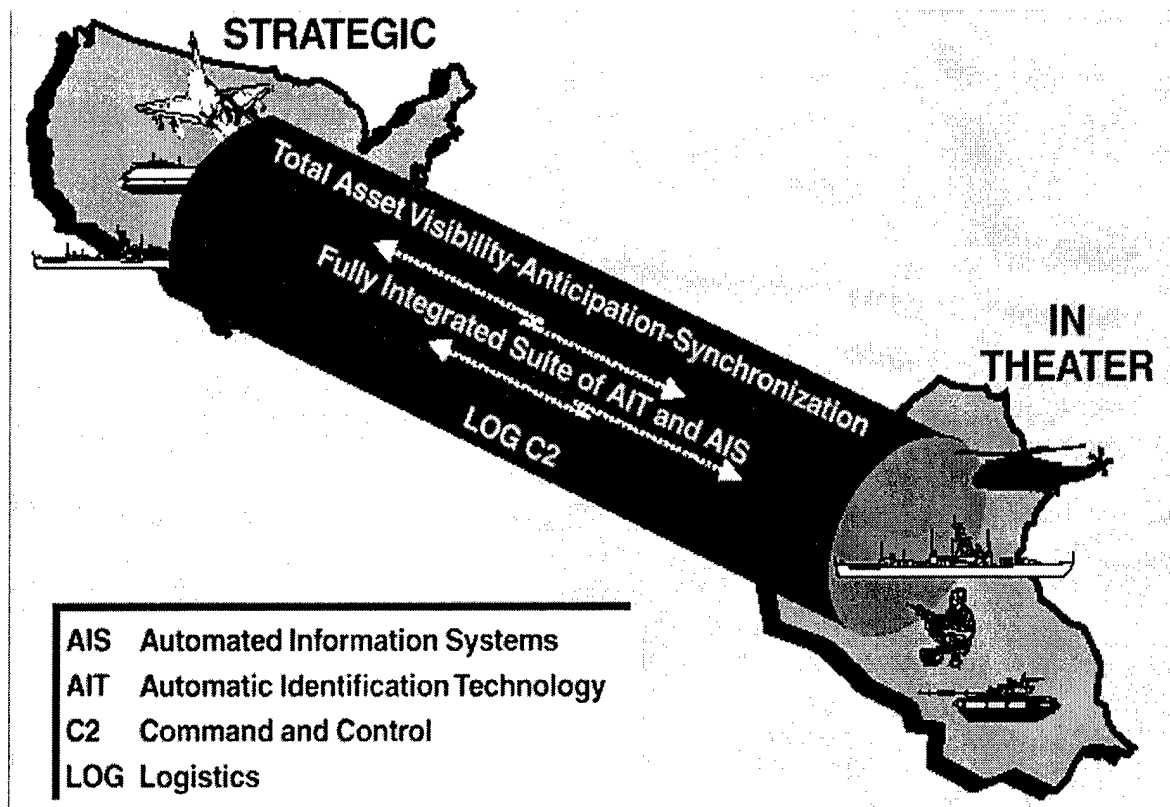 STRATEGIC
Total Asset Visibility-Anticipation-Synchronization
Fully Integrated Suite of AIT and AIS
LOG C2
IN
THEATER
AIS Automated Information Systems
AIT Automatic Identification Technology
C2 Command and Control
LOG Logistics